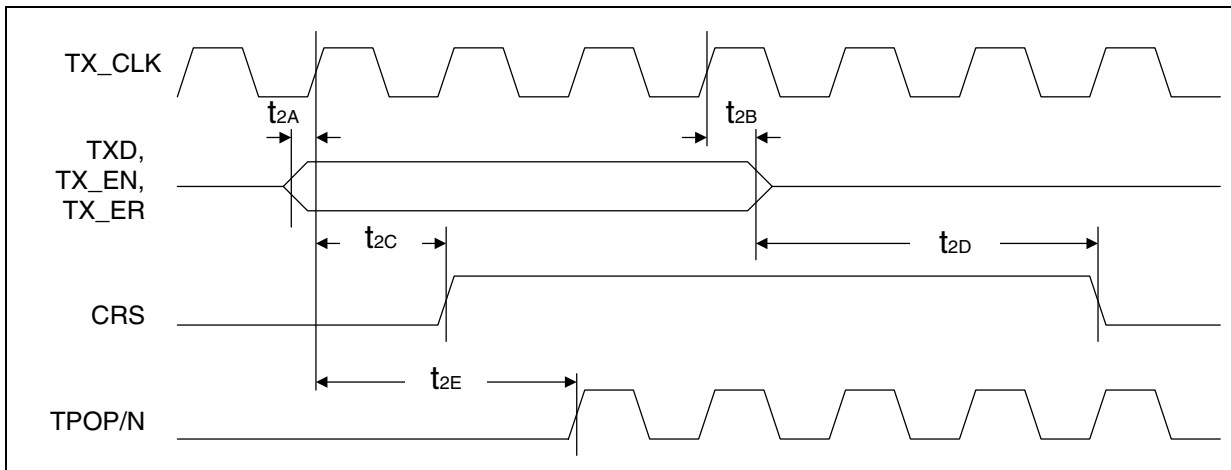 TX_CLK
t2A
t2B
TXD,
TX_EN,
TX_ER
t2C
t2D
CRS
t2E
TPOP/N